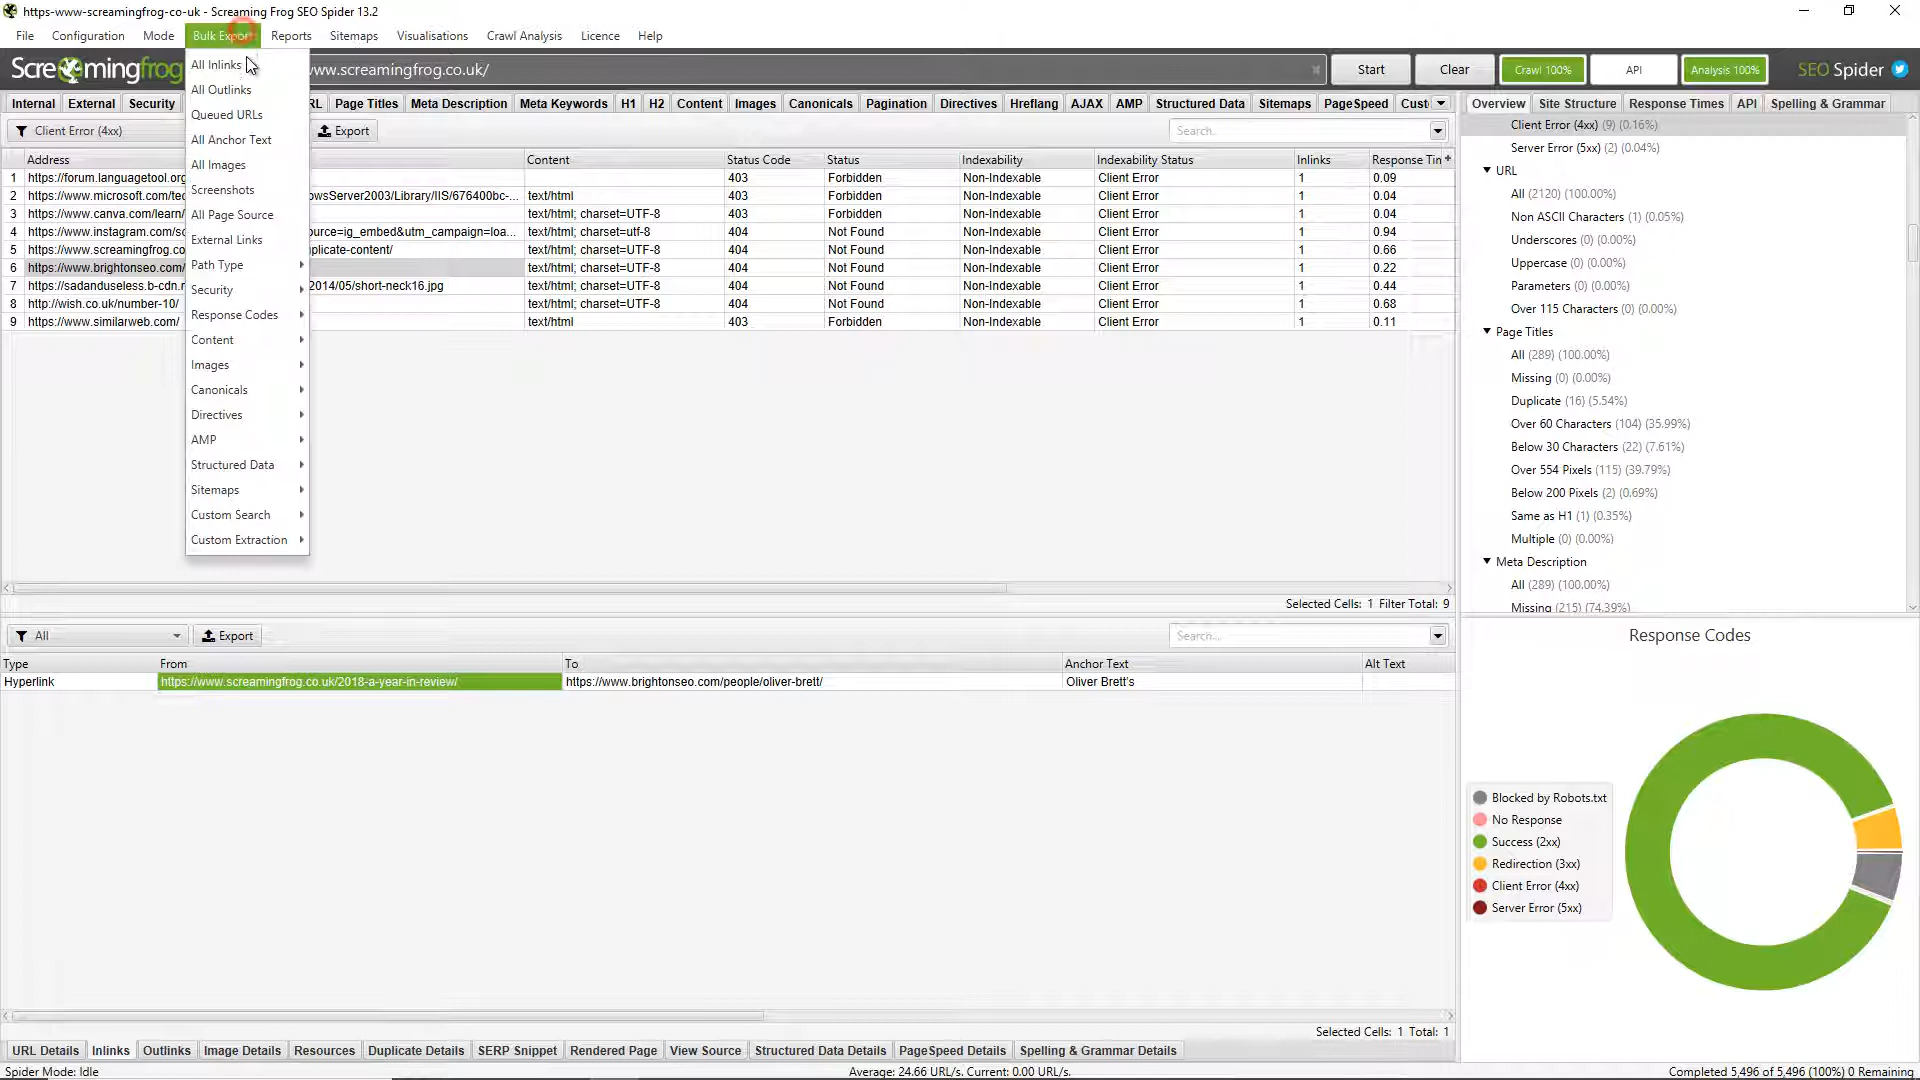 https-www-screamingfrog-co-uk - Screaming Frog SEO Spider 13.2
File Configuration Mode Bulk Export Reports Sitemaps Visualisations Crawl Analysis Licence Help
Screamingfrog www.screamingfrog.co.uk/ Start Clear Crawl 100% API Analysis 100% SEO Spider
Internal External Security URL Page Titles Meta Description Meta Keywords H1 H2 Content Images Canonicals Pagination Directives Hreflang AJAX AMP Structured Data Sitemaps PageSpeed Cust
Client Error (4xx) Export Search...
Address Content Status Code Status Indexability Indexability Status Inlinks Response Tim
1 https://forum.languagetool.org 403 Forbidden Non-Indexable Client Error 1 0.09
2 https://www.microsoft.com/tec owsServer2003/Library/IIS/676400bc-... text/html 403 Forbidden Non-Indexable Client Error 1 0.04
3 https://www.canva.com/learn/ text/html; charset=UTF-8 403 Forbidden Non-Indexable Client Error 1 0.04
4 https://www.instagram.com/sc ource=ig_embed&utm_campaign=loa... text/html; charset=utf-8 404 Not Found Non-Indexable Client Error 1 0.94
5 https://www.screamingfrog.co uplicate-content/ text/html; charset=UTF-8 404 Not Found Non-Indexable Client Error 1 0.66
6 https://www.brightonseo.com/ text/html; charset=UTF-8 404 Not Found Non-Indexable Client Error 1 0.22
7 https://sadanduseless.b-cdn.n 2014/05/short-neck16.jpg text/html; charset=UTF-8 404 Not Found Non-Indexable Client Error 1 0.44
8 http://wish.co.uk/number-10/ text/html; charset=UTF-8 404 Not Found Non-Indexable Client Error 1 0.68
9 https://www.similarweb.com/ text/html 403 Forbidden Non-Indexable Client Error 1 0.11
All Inlinks
All Outlinks
Queued URLs
All Anchor Text
All Images
Screenshots
All Page Source
External Links
Path Type
Security
Response Codes
Content
Images
Canonicals
Directives
AMP
Structured Data
Sitemaps
Custom Search
Custom Extraction
Selected Cells: 1 Filter Total: 9
All Export Search...
Type From To Anchor Text Alt Text
Hyperlink https://www.screamingfrog.co.uk/2018-a-year-in-review/ https://www.brightonseo.com/people/oliver-brett/ Oliver Brett's
Selected Cells: 1 Total: 1
URL Details Inlinks Outlinks Image Details Resources Duplicate Details SERP Snippet Rendered Page View Source Structured Data Details PageSpeed Details Spelling & Grammar Details
Overview Site Structure Response Times API Spelling & Grammar
Client Error (4xx) (9) (0.16%)
Server Error (5xx) (2) (0.04%)
URL
All (2120) (100.00%)
Non ASCII Characters (1) (0.05%)
Underscores (0) (0.00%)
Uppercase (0) (0.00%)
Parameters (0) (0.00%)
Over 115 Characters (0) (0.00%)
Page Titles
All (289) (100.00%)
Missing (0) (0.00%)
Duplicate (16) (5.54%)
Over 60 Characters (104) (35.99%)
Below 30 Characters (22) (7.61%)
Over 554 Pixels (115) (39.79%)
Below 200 Pixels (2) (0.69%)
Same as H1 (1) (0.35%)
Multiple (0) (0.00%)
Meta Description
All (289) (100.00%)
Missing (215) (74.39%)
Response Codes
Blocked by Robots.txt
No Response
Success (2xx)
Redirection (3xx)
Client Error (4xx)
Server Error (5xx)
Spider Mode: Idle Average: 24.66 URL/s. Current: 0.00 URL/s. Completed 5,496 of 5,496 (100%) 0 Remaining